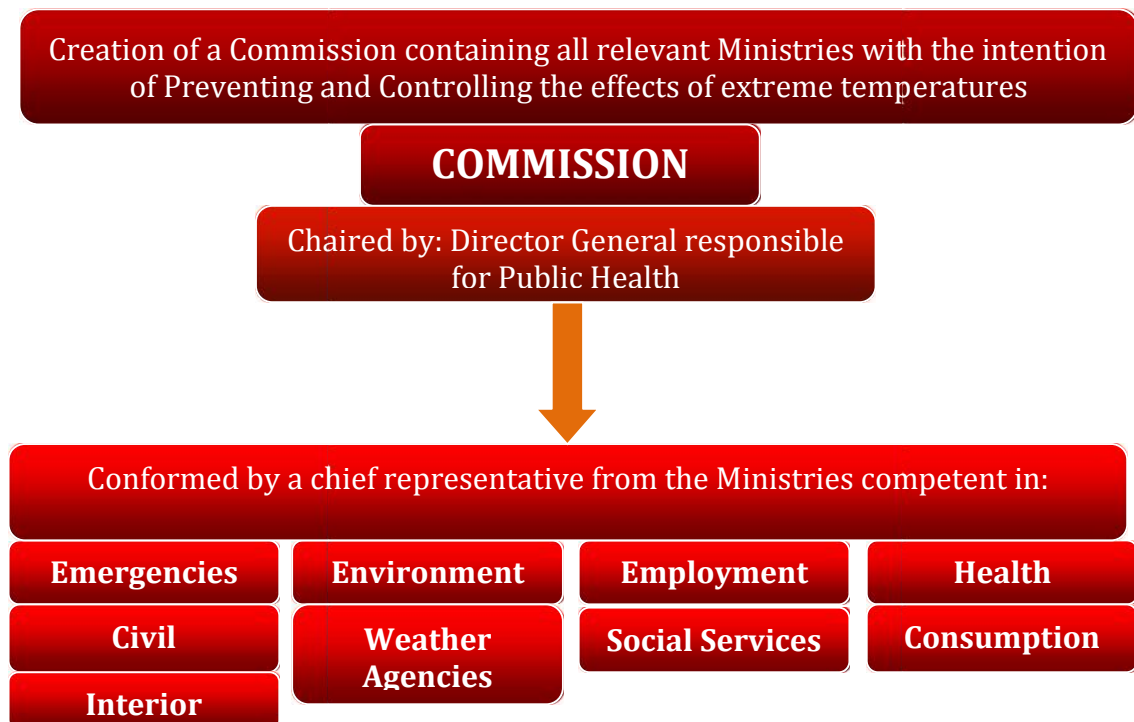 Creation of a Commission containing all relevant Ministries with the intention
of Preventing and Controlling the effects of extreme temperatures
COMMISSION
Chaired by: Director General responsible
for Public Health
Conformed by a chief representative from the Ministries competent in:
Emergencies
Environment
Employment
Health
Civil
Weather
Agencies
Social Services
Consumption
Interior